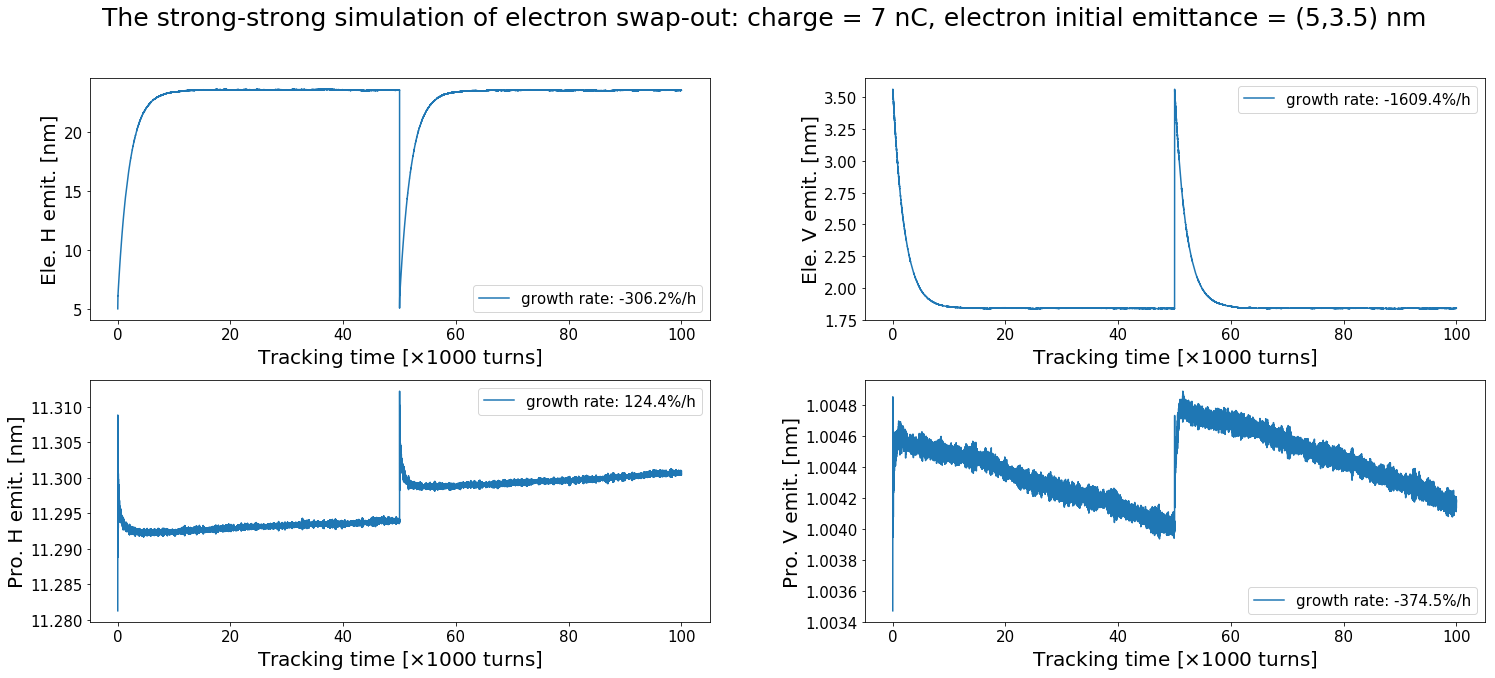 The strong-strong simulation of electron swap-out: charge = 7 nC, electron initial emittance = (5,3.5) nm
Ele. H emit. [nm]
20
15
10
5
growth rate: -306.2%/h
0 20 40 60 80 100
Tracking time [×1000 turns]
Ele. V emit. [nm]
3.50
3.25
3.00
2.75
2.50
2.25
2.00
1.75
growth rate: -1609.4%/h
0 20 40 60 80 100
Tracking time [×1000 turns]
Pro. H emit. [nm]
11.310
11.305
11.300
11.295
11.290
11.285
11.280
growth rate: 124.4%/h
0 20 40 60 80 100
Tracking time [×1000 turns]
Pro. V emit. [nm]
1.0048
1.0046
1.0044
1.0042
1.0040
1.0038
1.0036
1.0034
growth rate: -374.5%/h
0 20 40 60 80 100
Tracking time [×1000 turns]